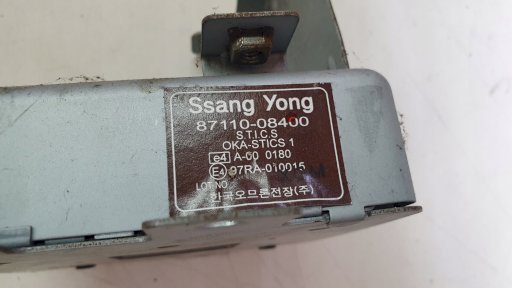 Ssang Yong
87110-08400
S.T.I.C.S
OKA-STICS 1
e4 A-00 0180
E4 97RA-010015
LOT NO
한국오므론전장(주)